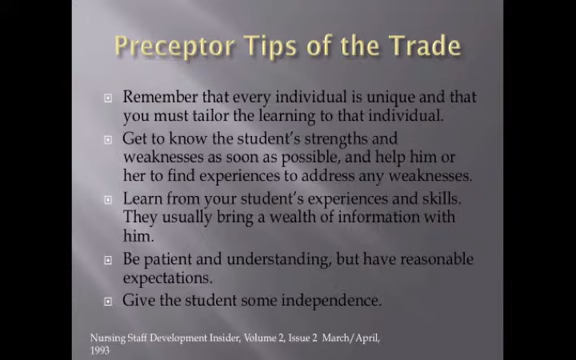 Preceptor Tips of the Trade
Remember that every individual is unique and that
you must tailor the learning to that individual.
Get to know the student's strengths and
weaknesses as soon as possible, and help him or
her to find experiences to address any weaknesses.
Learn from your student's experiences and skills.
They usually bring a wealth of information with
him.
Be patient and understanding, but have reasonable
expectations.
Give the student some independence.
Nursing Staff Development Insider, Volume 2, Issue 2 March/April,
1993